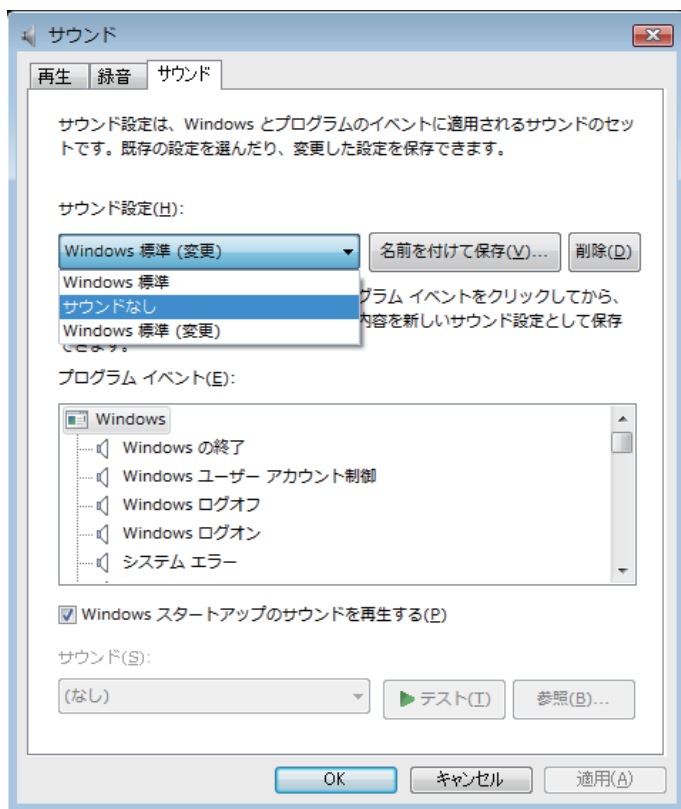 サウンド
再生 録音 サウンド
サウンド設定は、Windows とプログラムのイベントに適用されるサウンドのセッ
トです。既存の設定を選んだり、変更した設定を保存できます。
サウンド設定(H):
Windows 標準 (変更) 名前を付けて保存(V)... 削除(D)
Windows 標準
サウンドなし
グラム イベントをクリックしてから、
Windows 標準 (変更)
内容を新しいサウンド設定として保存
できます。
プログラム イベント(E):
Windows
Windows の終了
Windows ユーザー アカウント制御
Windows ログオフ
Windows ログオン
システム エラー
Windows スタートアップのサウンドを再生する(P)
サウンド(S):
(なし) テスト(T) 参照(B)...
OK キャンセル 適用(A)